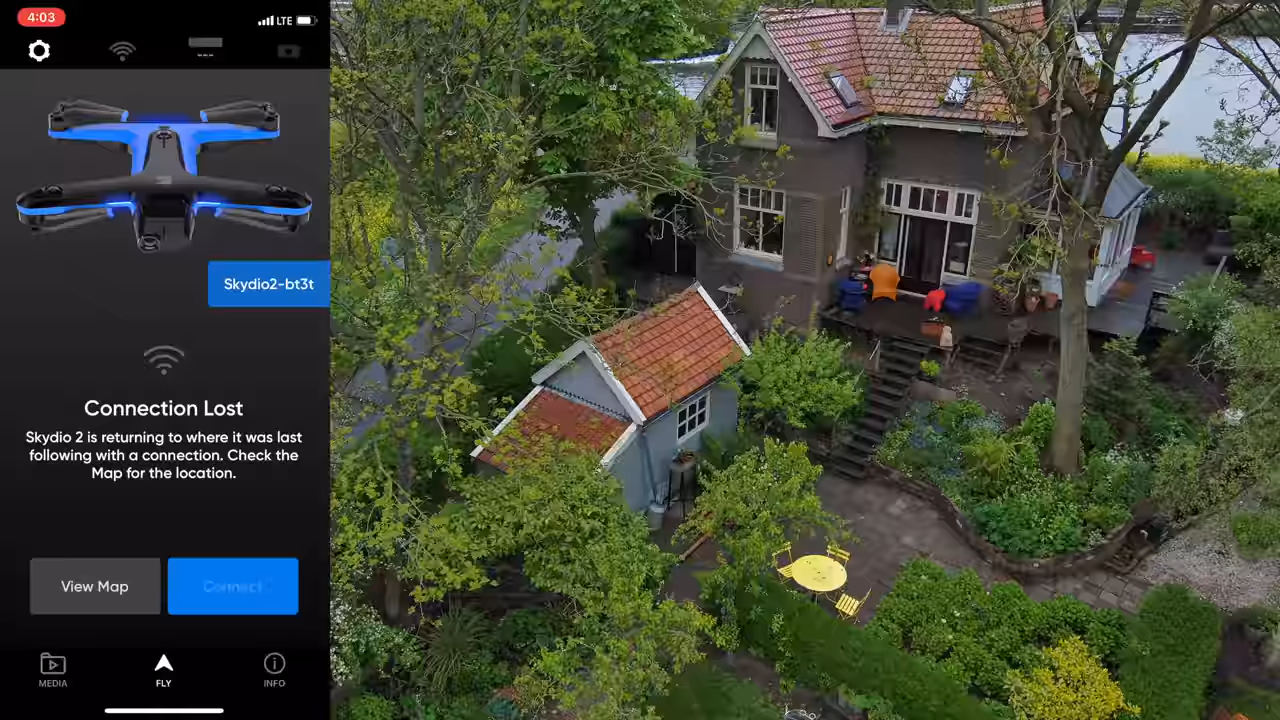 4:03
LTE
Skydio2-bt3t
Connection Lost
Skydio 2 is returning to where it was last
following with a connection. Check the
Map for the location.
View Map
Connect
MEDIA
FLY
INFO